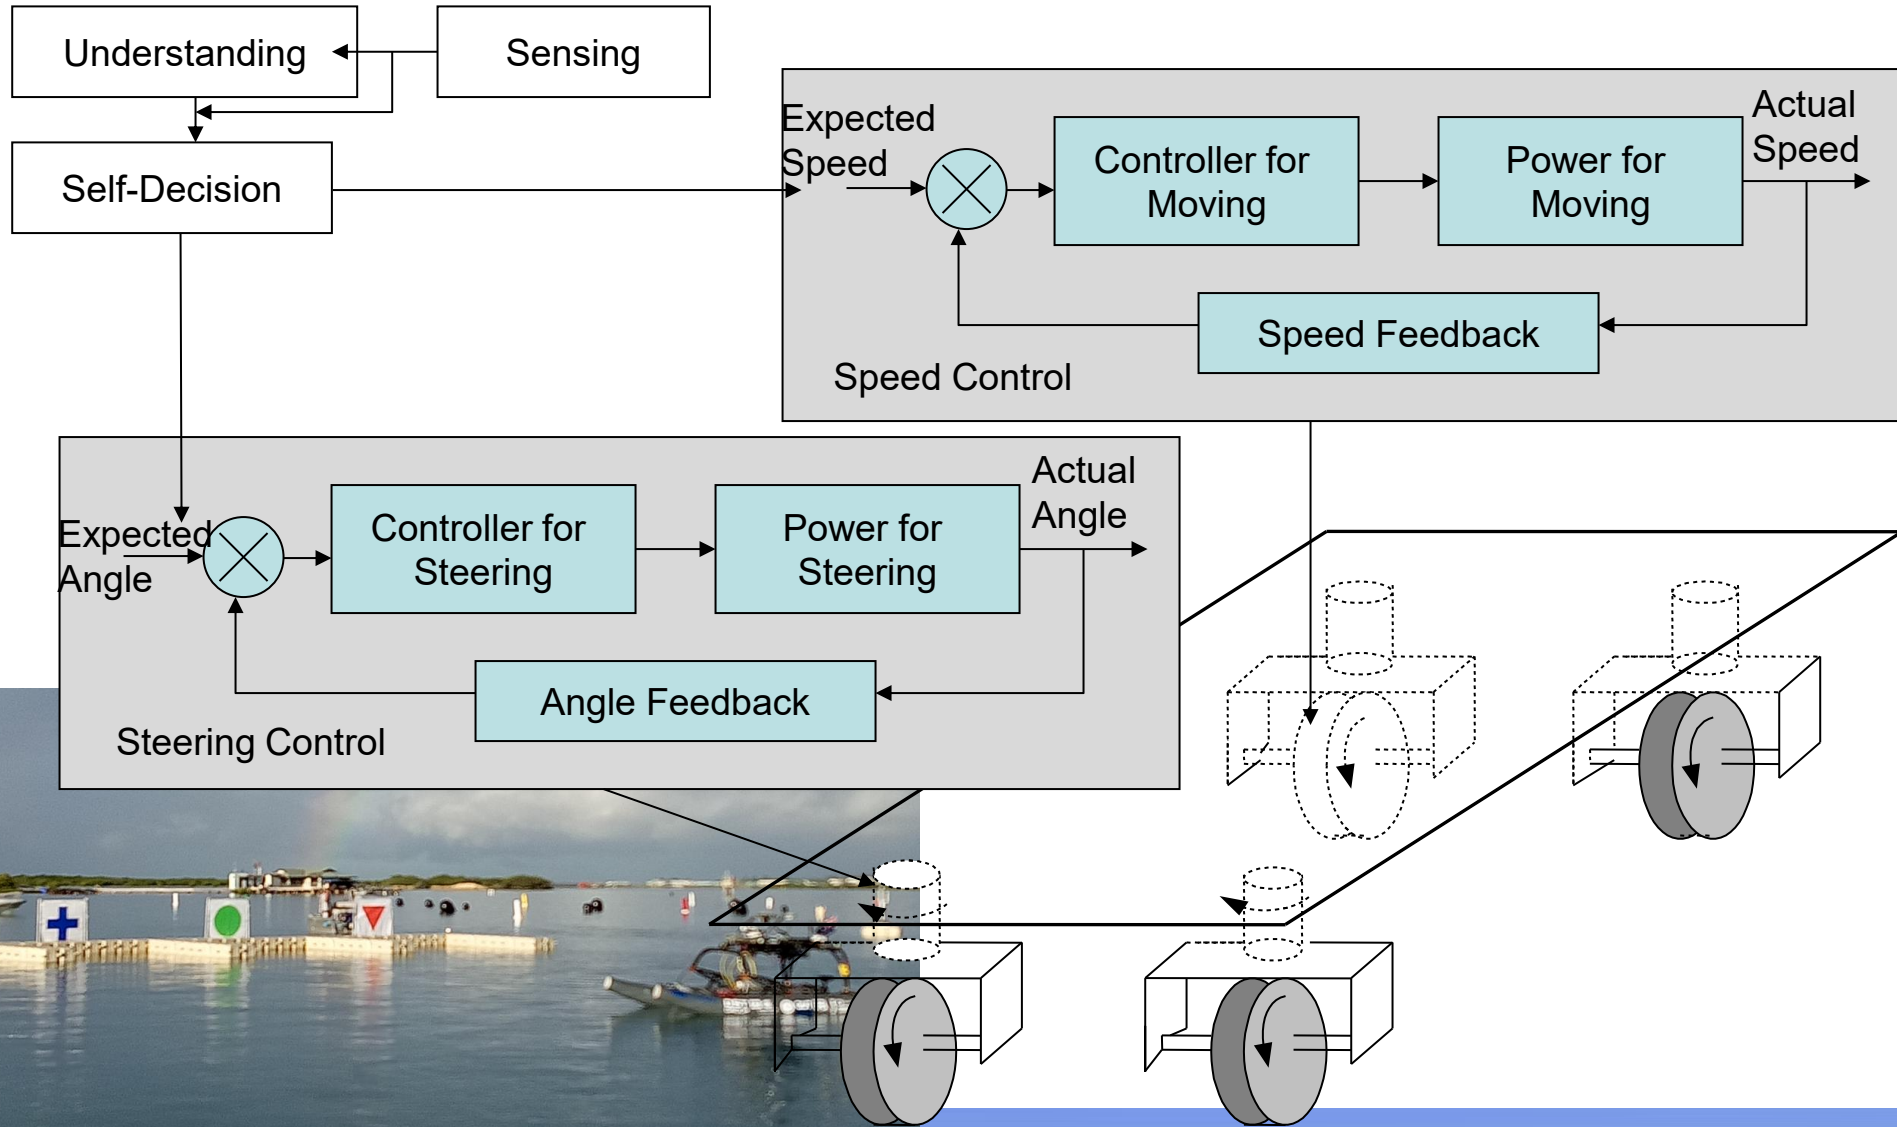 Understanding
Sensing
Self-Decision
Expected
Speed
Controller for
Moving
Power for
Moving
Actual
Speed
Speed Feedback
Speed Control
Expected
Angle
Controller for
Steering
Power for
Steering
Actual
Angle
Angle Feedback
Steering Control